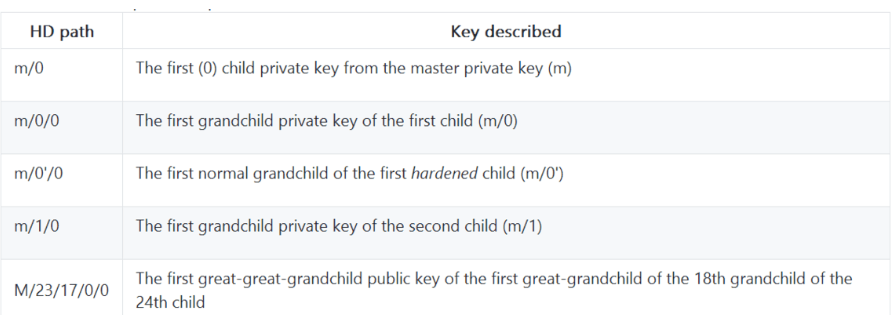 HD path Key described
m/0 The first (0) child private key from the master private key (m)
m/0/0 The first grandchild private key of the first child (m/0)
m/0'/0 The first normal grandchild of the first hardened child (m/0')
m/1/0 The first grandchild private key of the second child (m/1)
M/23/17/0/0 The first great-great-grandchild public key of the first great-grandchild of the 18th grandchild of the
24th child